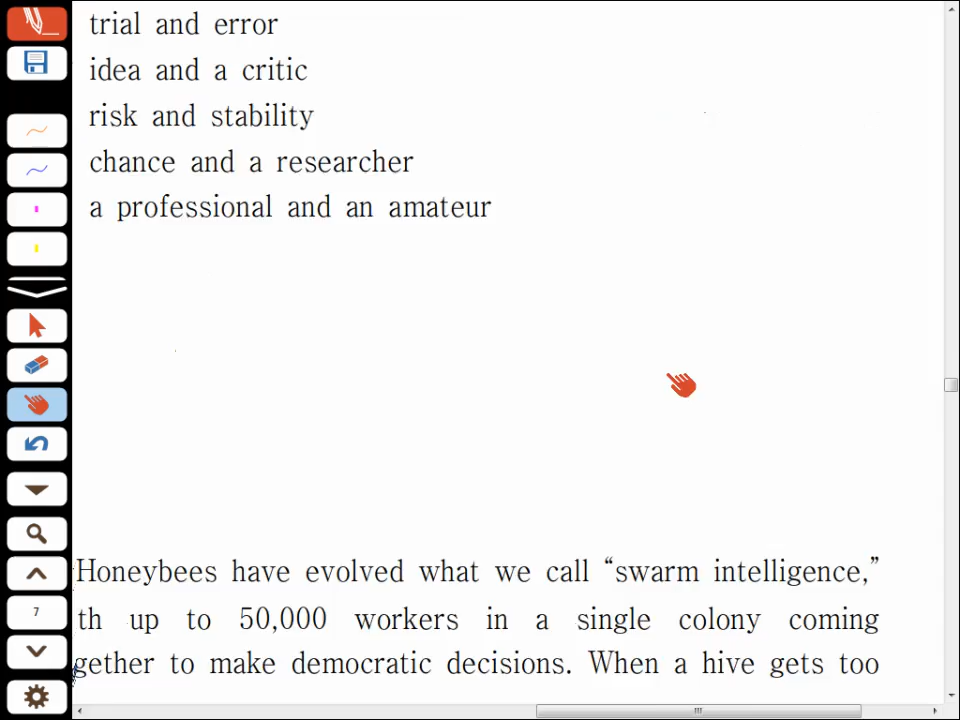 trial and error
idea and a critic
risk and stability
chance and a researcher
a professional and an amateur
Honeybees have evolved what we call “swarm intelligence,”
th up to 50,000 workers in a single colony coming
gether to make democratic decisions. When a hive gets too
7